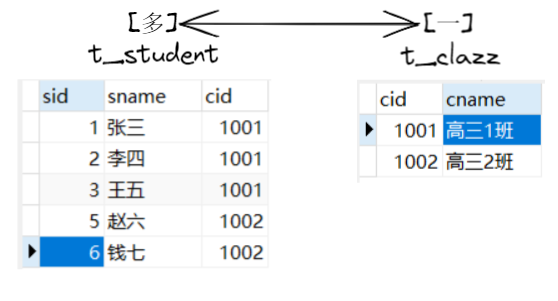 [多] [一]
t_student t_clazz
sid sname cid
1 张三 1001
2 李四 1001
3 王五 1001
5 赵六 1002
6 钱七 1002
cid cname
1001 高三1班
1002 高三2班